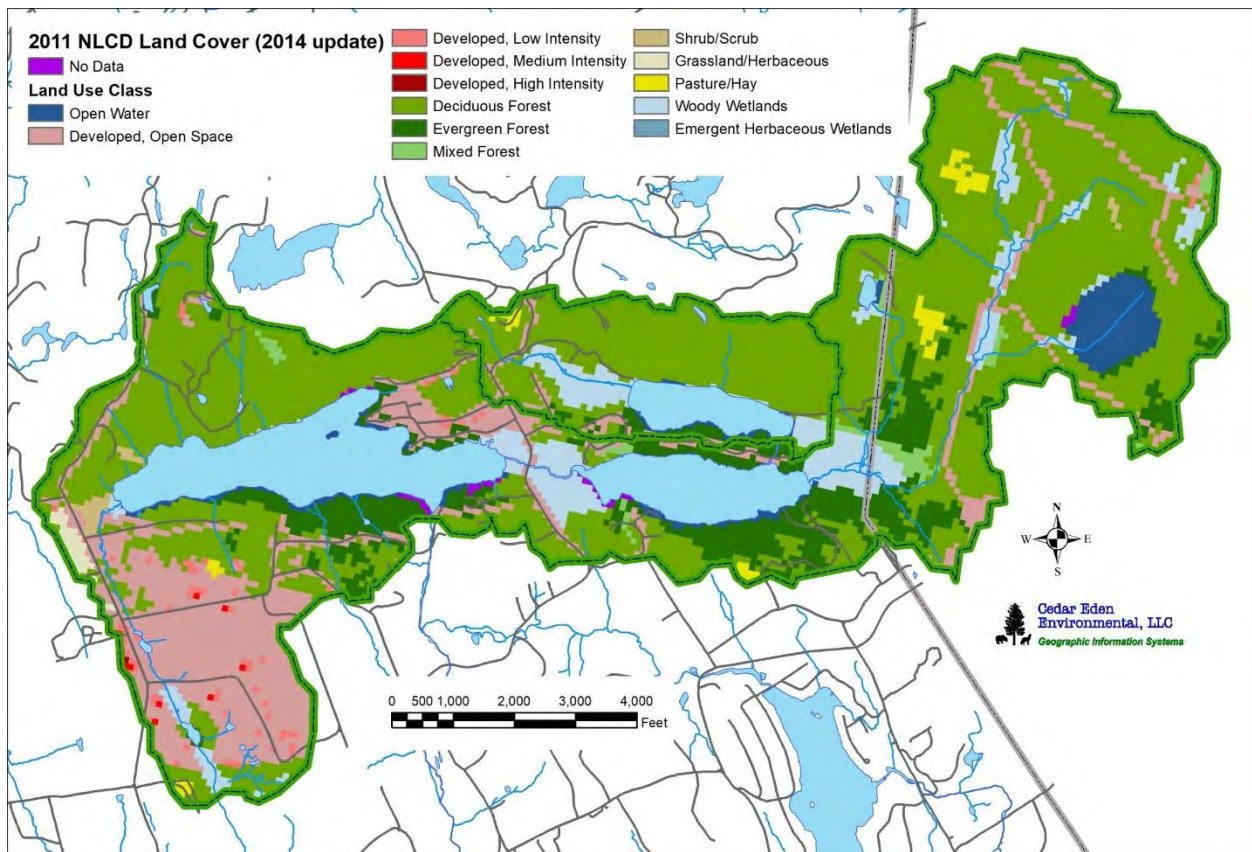 2011 NLCD Land Cover (2014 update)
No Data
Land Use Class
Open Water
Developed, Open Space
Developed, Low Intensity
Developed, Medium Intensity
Developed, High Intensity
Deciduous Forest
Evergreen Forest
Mixed Forest
Shrub/Scrub
Grassland/Herbaceous
Pasture/Hay
Woody Wetlands
Emergent Herbaceous Wetlands
N
W E
S
Cedar Eden
Environmental, LLC
Geographic Information Systems
0 500 1,000 2,000 3,000 4,000
Feet